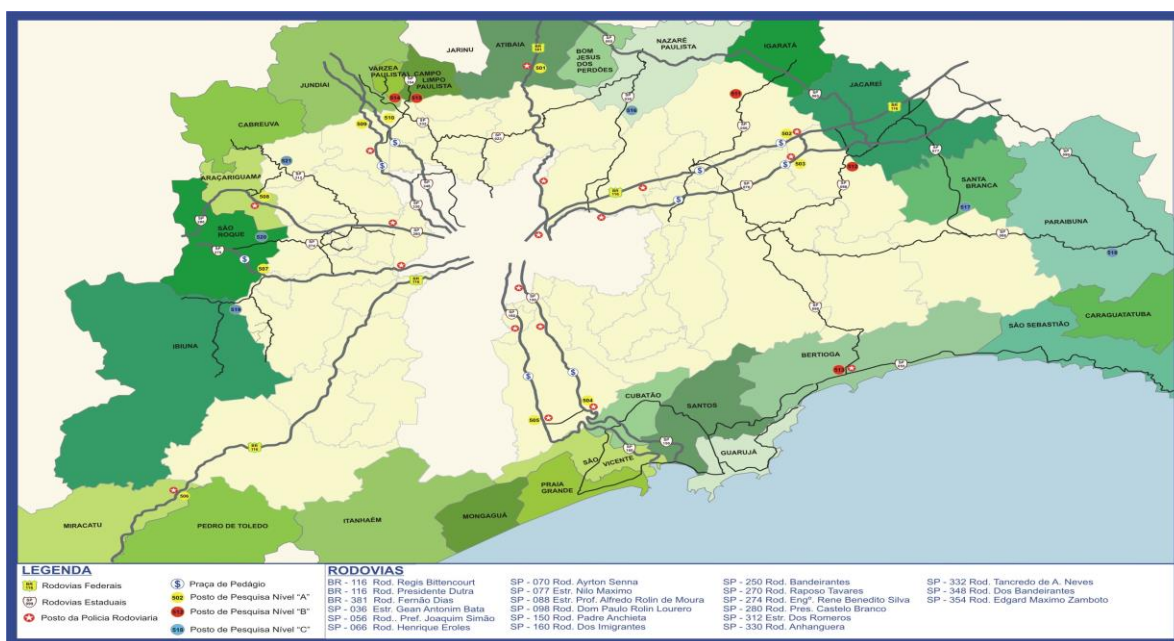 JARINU
ATIBAIA
BOM JESUS DOS PERDÕES
NAZARÉ PAULISTA
IGARATÁ
JACAREÍ
JUNDIAI
VÁRZEA PAULISTA
CAMPO LIMPO PAULISTA
CABREUVA
ARAÇARIGUAMA
SÃO ROQUE
IBIUNA
SANTA BRANCA
PARAIBUNA
CARAGUATATUBA
SÃO SEBASTIÃO
BERTIOGA
SANTOS
CUBATÃO
GUARUJÁ
SÃO VICENTE
PRAIA GRANDE
MONGAGUÁ
ITANHAÉM
PEDRO DE TOLEDO
MIRACATU
501
502
503
504
507
BR 116
LEGENDA
Rodovias Federais
Rodovias Estaduais
Posto da Policia Rodoviaria
Praça de Pedágio
Posto de Pesquisa Nível "A"
Posto de Pesquisa Nível "B"
Posto de Pesquisa Nível "C"
RODOVIAS
BR - 116 Rod. Regis Bittencourt
BR - 116 Rod. Presidente Dutra
BR - 381 Rod. Fernão Dias
SP - 036 Estr. Gean Antonim Bata
SP - 056 Rod.. Pref. Joaquim Simão
SP - 066 Rod. Henrique Eroles
SP - 070 Rod. Ayrton Senna
SP - 077 Estr. Nilo Maximo
SP - 088 Estr. Prof. Alfredo Rolin de Moura
SP - 098 Rod. Dom Paulo Rolin Lourero
SP - 150 Rod. Padre Anchieta
SP - 160 Rod. Dos Imigrantes
SP - 250 Rod. Bandeirantes
SP - 270 Rod. Raposo Tavares
SP - 274 Rod. Engº. Rene Benedito Silva
SP - 280 Rod. Pres. Castelo Branco
SP - 312 Estr. Dos Romeros
SP - 330 Rod. Anhanguera
SP - 332 Rod. Tancredo de A. Neves
SP - 348 Rod. Dos Bandeirantes
SP - 354 Rod. Edgard Maximo Zamboto